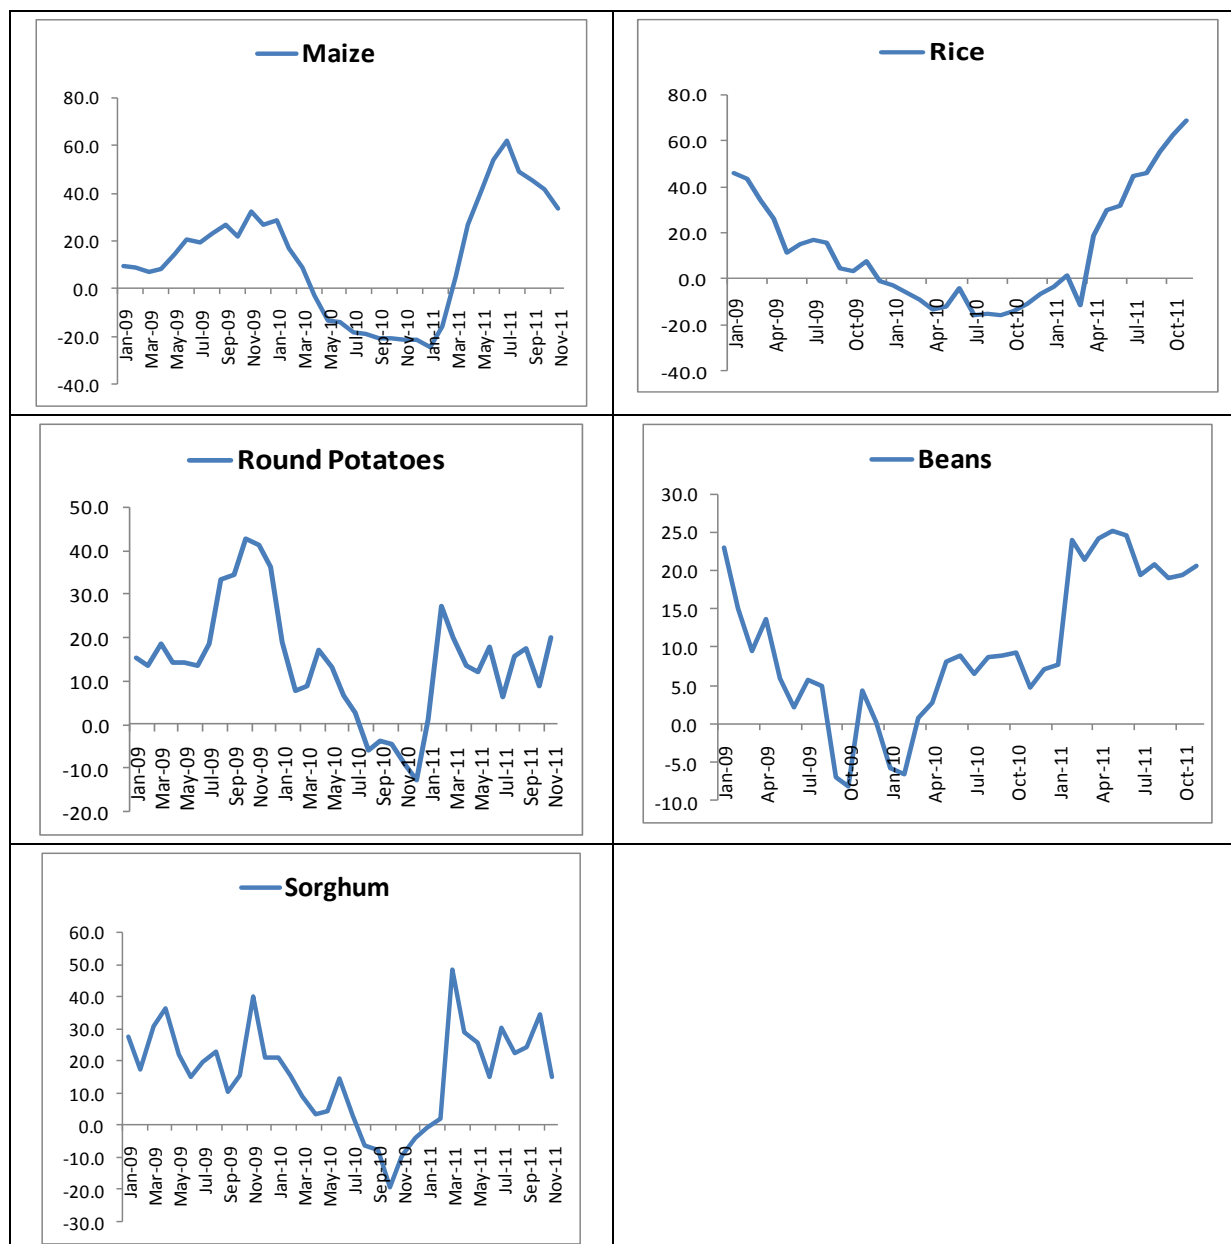 Maize
80.0
60.0
40.0
20.0
0.0
-20.0
-40.0
Jan-09
Mar-09
May-09
Jul-09
Sep-09
Nov-09
Jan-10
Mar-10
May-10
Jul-10
Sep-10
Nov-10
Jan-11
Mar-11
May-11
Jul-11
Sep-11
Nov-11
Rice
80.0
60.0
40.0
20.0
0.0
-20.0
-40.0
Jan-09
Apr-09
Jul-09
Oct-09
Jan-10
Apr-10
Jul-10
Oct-10
Jan-11
Apr-11
Jul-11
Oct-11
Round Potatoes
50.0
40.0
30.0
20.0
10.0
0.0
-10.0
-20.0
Jan-09
Mar-09
May-09
Jul-09
Sep-09
Nov-09
Jan-10
Mar-10
May-10
Jul-10
Sep-10
Nov-10
Jan-11
Mar-11
May-11
Jul-11
Sep-11
Nov-11
Beans
30.0
25.0
20.0
15.0
10.0
5.0
0.0
-5.0
-10.0
Jan-09
Apr-09
Jul-09
Oct-09
Jan-10
Apr-10
Jul-10
Oct-10
Jan-11
Apr-11
Jul-11
Oct-11
Sorghum
60.0
50.0
40.0
30.0
20.0
10.0
0.0
-10.0
-20.0
-30.0
Jan-09
Mar-09
May-09
Jul-09
Sep-09
Nov-09
Jan-10
Mar-10
May-10
Jul-10
Sep-10
Nov-10
Jan-11
Mar-11
May-11
Jul-11
Sep-11
Nov-11